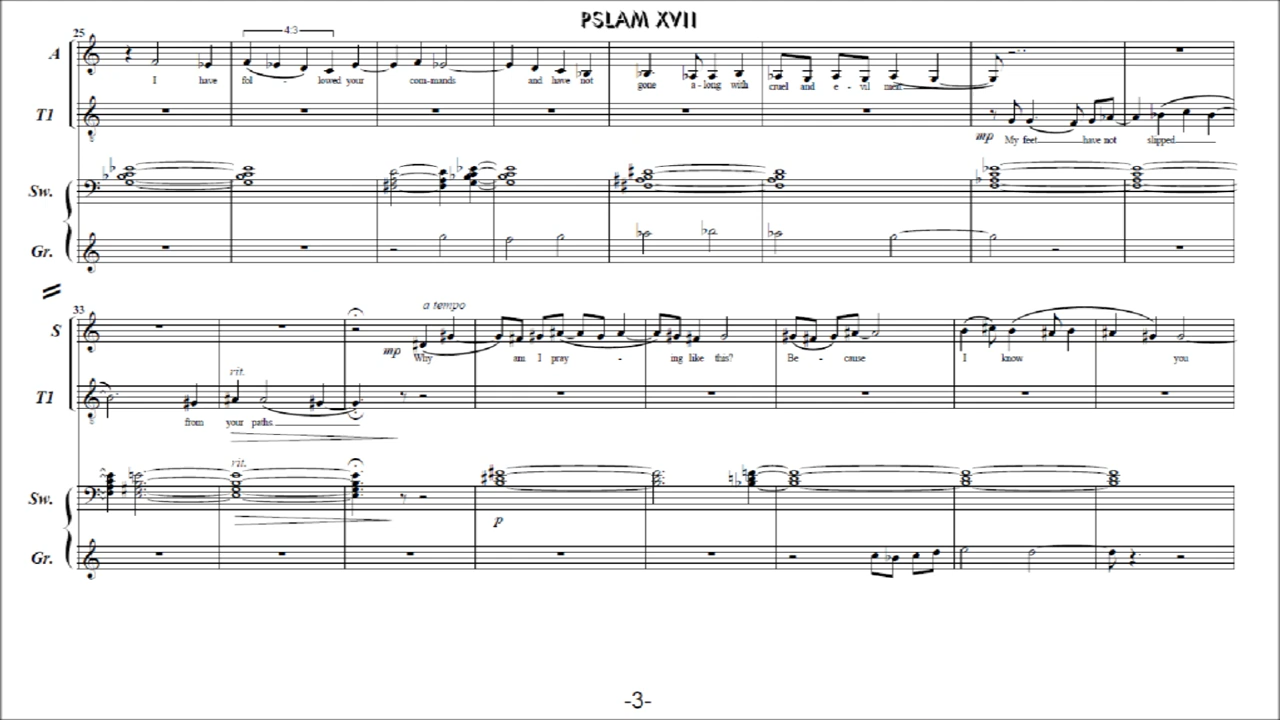 PSLAM XVII
25
4:3
A
I have fol - lowed your com-mands and have not gone a-long with cruel and e - vil men
T1
mp My feet have not slipped
Sw.
Gr.
33
a tempo
S
mp Why am I pray - ing like this? Be - cause I know you
rit.
T1
from your paths
rit.
Sw.
p
Gr.
-3-